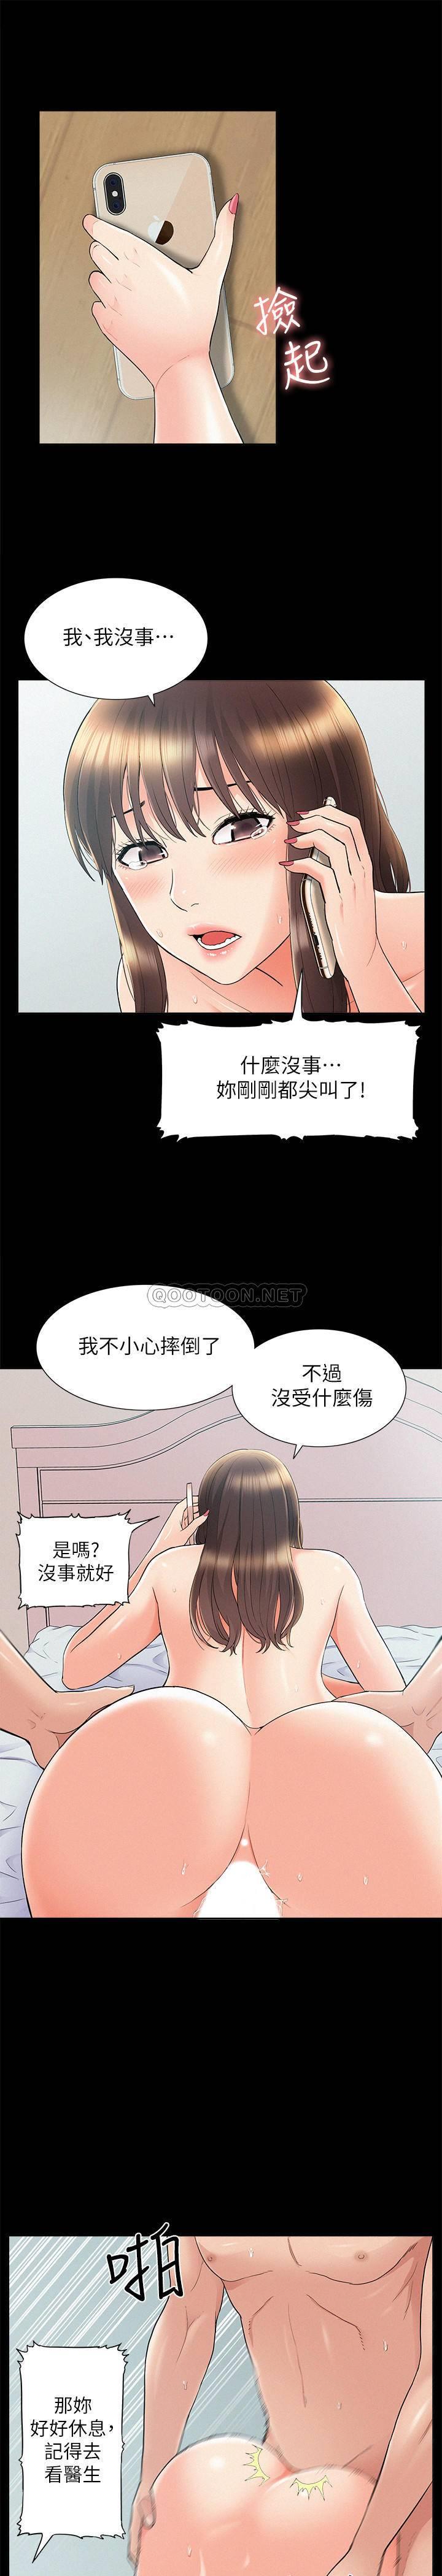 撿
起
我、我沒事⋯
什麼沒事⋯
妳剛剛都尖叫了!
QOOTOON.NET
我不小心摔倒了
不過
沒受什麼傷
是嗎?
沒事就好
啪
那妳
好好休息,
記得去
看醫生